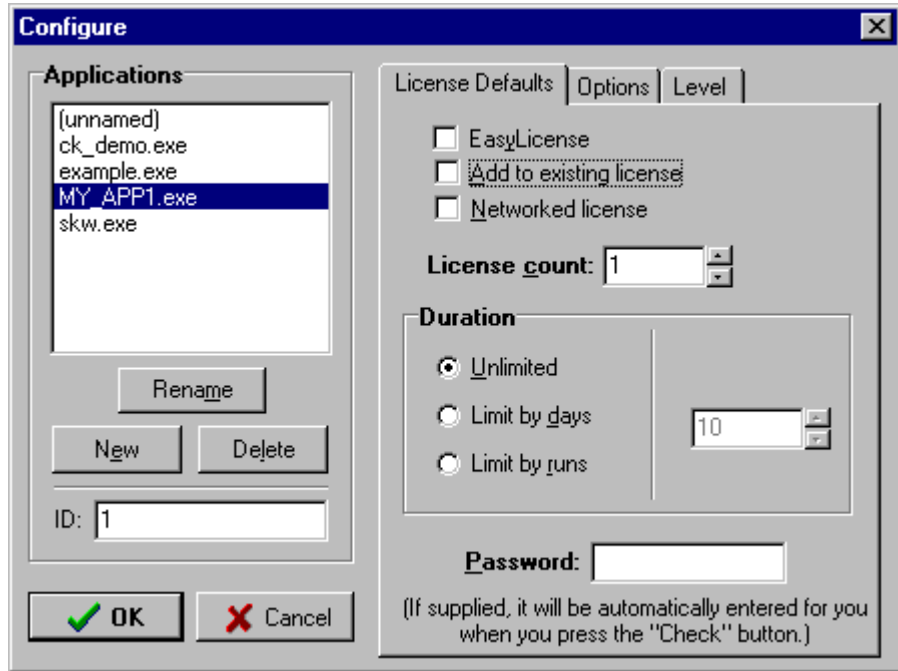 Configure
Applications
(unnamed)
ck_demo.exe
example.exe
MY_APP1.exe
skw.exe
Rename
New
Delete
ID: 1
OK
Cancel
License Defaults
Options
Level
EasyLicense
Add to existing license
Networked license
License count: 1
Duration
Unlimited
Limit by days
Limit by runs
10
Password:
(If supplied, it will be automatically entered for you
when you press the "Check" button.)